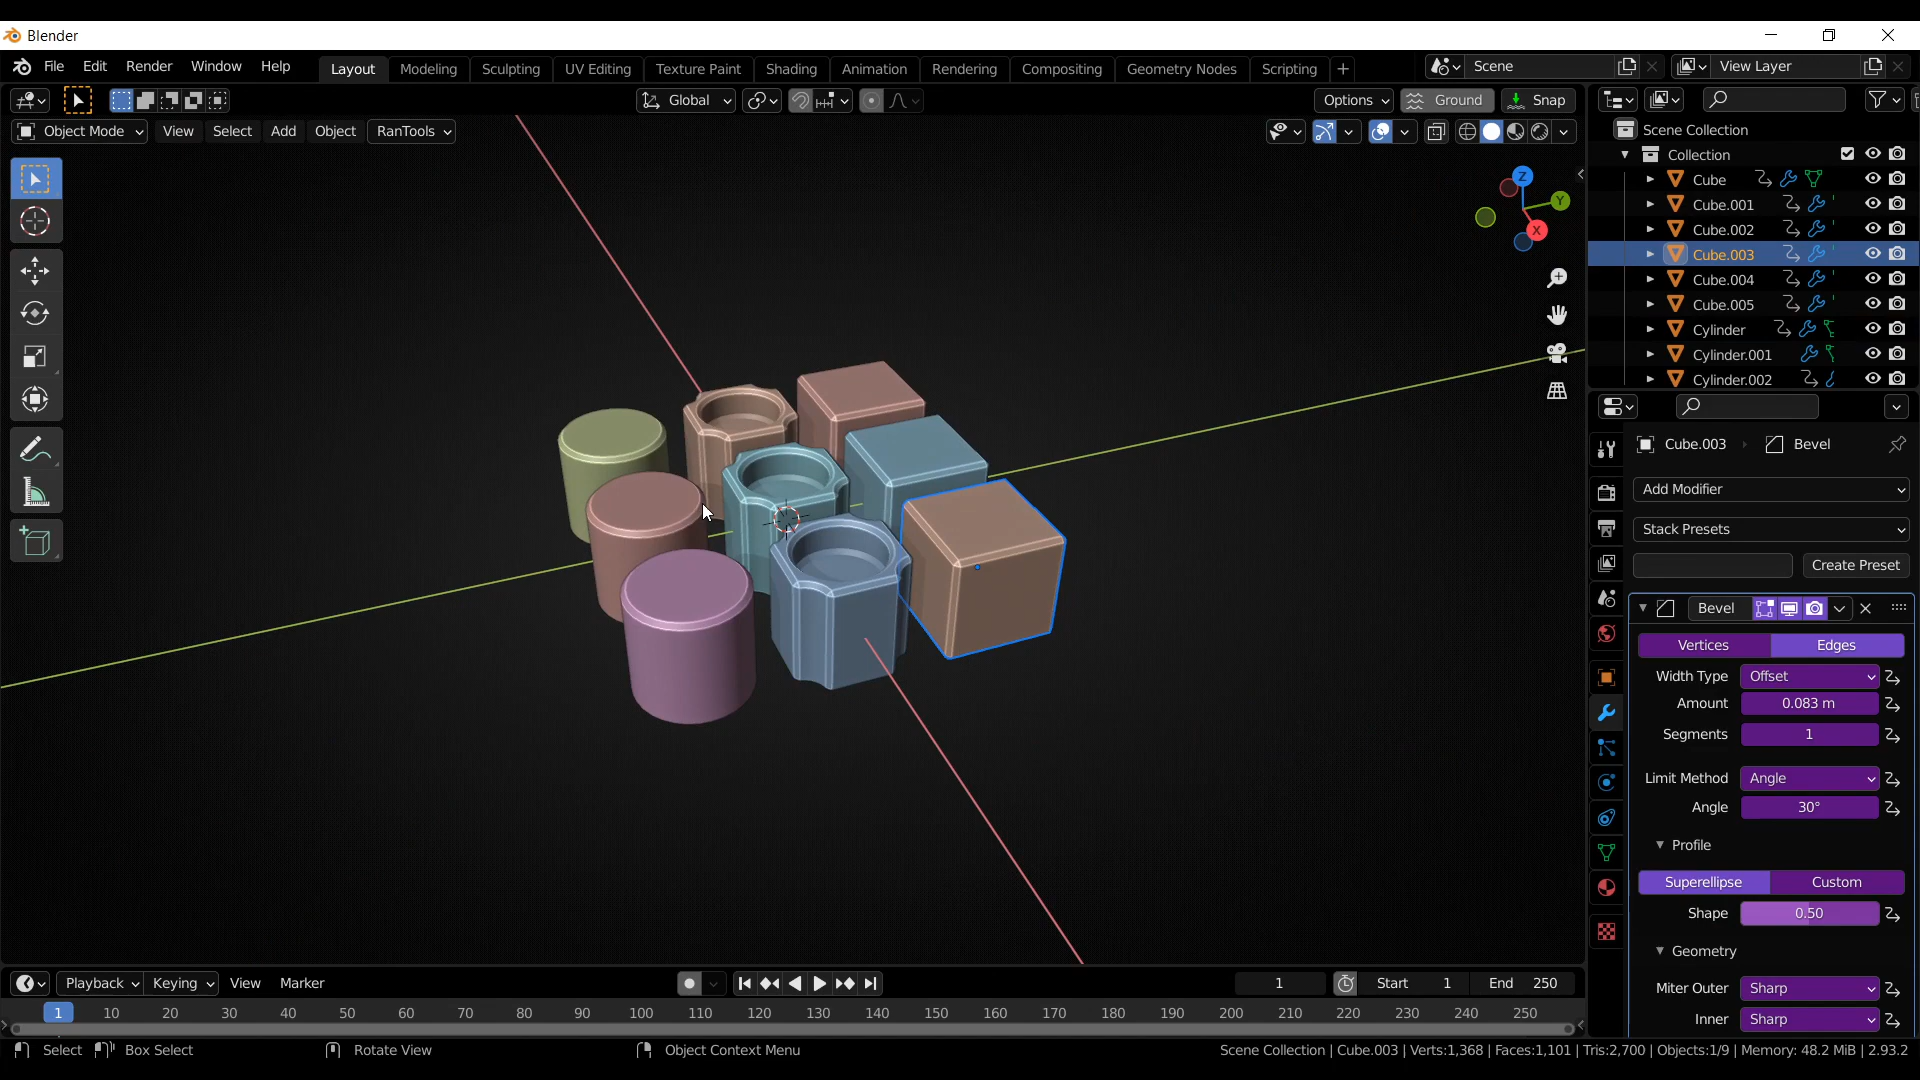 Blender
File Edit Render Window Help Layout Modeling Sculpting UV Editing Texture Paint Shading Animation Rendering Compositing Geometry Nodes Scripting + Scene View Layer
Global Options Ground Snap
Object Mode View Select Add Object RanTools
Z
Y
X
Scene Collection
Collection
Cube
Cube.001
Cube.002
Cube.003
Cube.004
Cube.005
Cylinder
Cylinder.001
Cylinder.002
Cube.003 Bevel
Add Modifier
Stack Presets
Create Preset
Bevel
Vertices Edges
Width Type Offset
Amount 0.083 m
Segments 1
Limit Method Angle
Angle 30°
Profile
Superellipse Custom
Shape 0.50
Geometry
Miter Outer Sharp
Inner Sharp
Playback Keying View Marker 1 Start 1 End 250
1 10 20 30 40 50 60 70 80 90 100 110 120 130 140 150 160 170 180 190 200 210 220 230 240 250
Select Box Select Rotate View Object Context Menu Scene Collection | Cube.003 | Verts:1,368 | Faces:1,101 | Tris:2,700 | Objects:1/9 | Memory: 48.2 MiB | 2.93.2